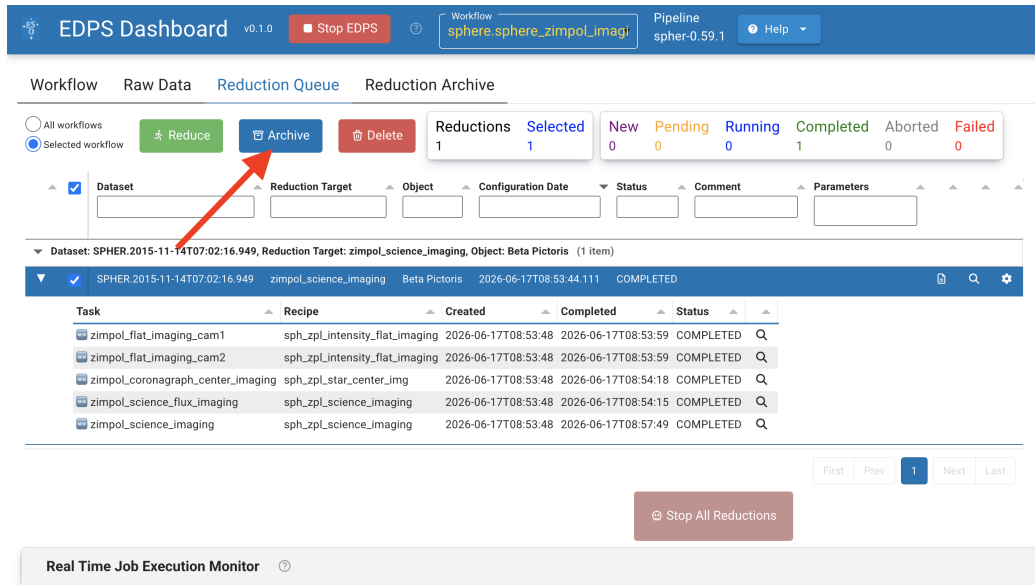 ES
O
EDPS Dashboard v0.1.0 Stop EDPS ? Workflow sphere.sphere_zimpol_imagi Pipeline spher-0.59.1 ? Help
Workflow Raw Data Reduction Queue Reduction Archive
All workflows
Selected workflow
Reduce Archive Delete
Reductions Selected New Pending Running Completed Aborted Failed
1 1 0 0 0 1 0 0
Dataset Reduction Target Object Configuration Date Status Comment Parameters
Dataset: SPHER.2015-11-14T07:02:16.949, Reduction Target: zimpol_science_imaging, Object: Beta Pictoris (1 item)
SPHER.2015-11-14T07:02:16.949 zimpol_science_imaging Beta Pictoris 2026-06-17T08:53:44.111 COMPLETED
Task Recipe Created Completed Status
NEW zimpol_flat_imaging_cam1 sph_zpl_intensity_flat_imaging 2026-06-17T08:53:48 2026-06-17T08:53:59 COMPLETED
NEW zimpol_flat_imaging_cam2 sph_zpl_intensity_flat_imaging 2026-06-17T08:53:48 2026-06-17T08:53:59 COMPLETED
NEW zimpol_coronagraph_center_imaging sph_zpl_star_center_img 2026-06-17T08:53:48 2026-06-17T08:54:18 COMPLETED
NEW zimpol_science_flux_imaging sph_zpl_science_imaging 2026-06-17T08:53:48 2026-06-17T08:54:15 COMPLETED
NEW zimpol_science_imaging sph_zpl_science_imaging 2026-06-17T08:53:48 2026-06-17T08:57:49 COMPLETED
First Prev 1 Next Last
Stop All Reductions
Real Time Job Execution Monitor ?